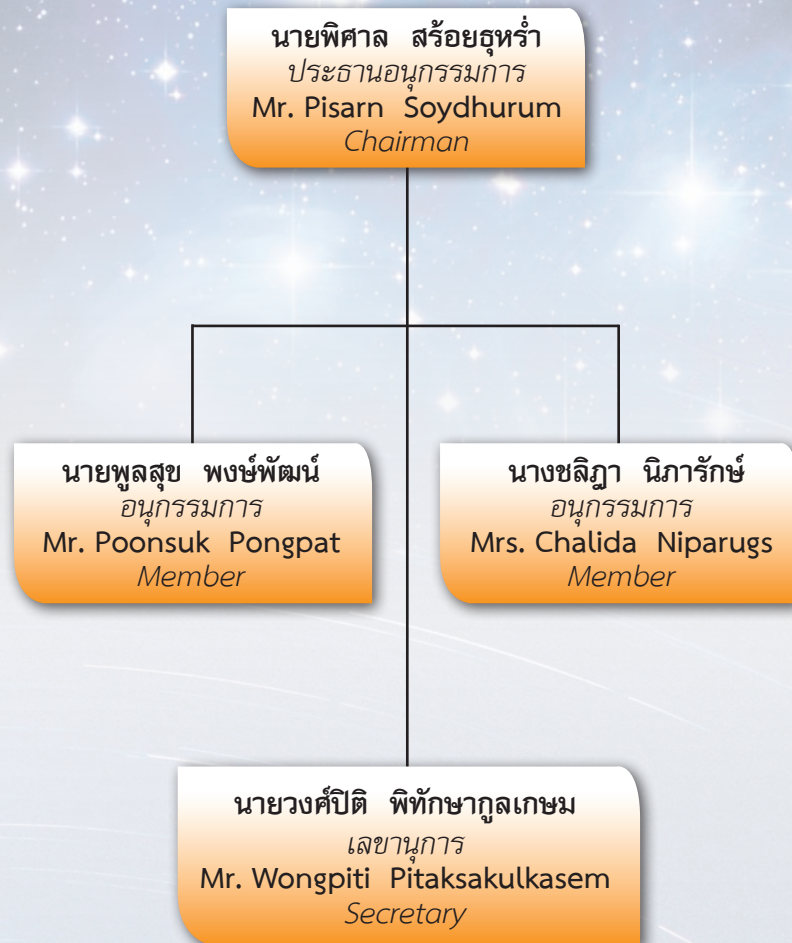 นายพิศาล สร้อยธุหร่ำ
ประธานอนุกรรมการ
Mr. Pisarn Soydhurum
Chairman
นายพูลสุข พงษ์พัฒน์
อนุกรรมการ
Mr. Poonsuk Pongpat
Member
นางชลิฎา นิภารักษ์
อนุกรรมการ
Mrs. Chalida Niparugs
Member
นายวงศ์ปิติ พิทักษากูลเกษม
เลขานุการ
Mr. Wongpiti Pitaksakulkasem
Secretary